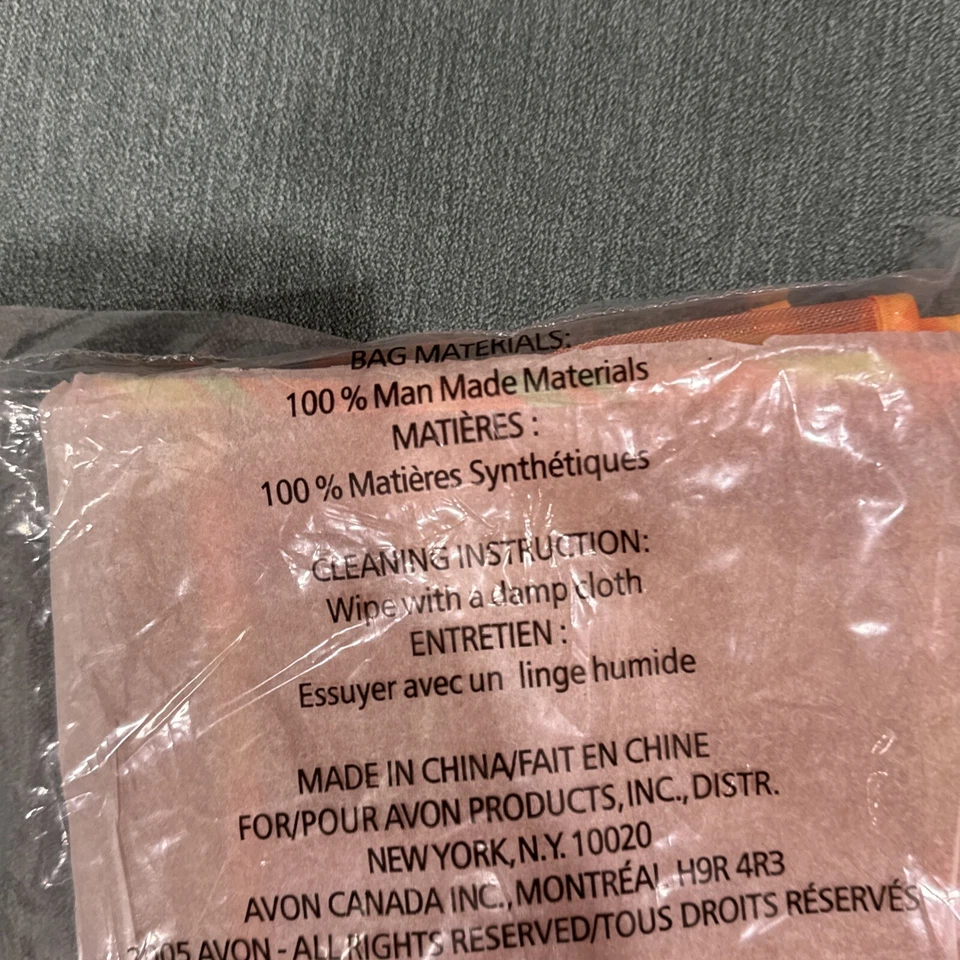 BAG MATERIALS:
100 % Man Made Materials
MATIÈRES :
100 % Matières Synthétiques
CLEANING INSTRUCTION:
Wipe with a damp cloth
ENTRETIEN :
Essuyer avec un linge humide
MADE IN CHINA/FAIT EN CHINE
FOR/POUR AVON PRODUCTS, INC., DISTR.
NEW YORK, N.Y. 10020
AVON CANADA INC., MONTRÉAL H9R 4R3
2005 AVON - ALL RIGHTS RESERVED/TOUS DROITS RÉSERVÉS